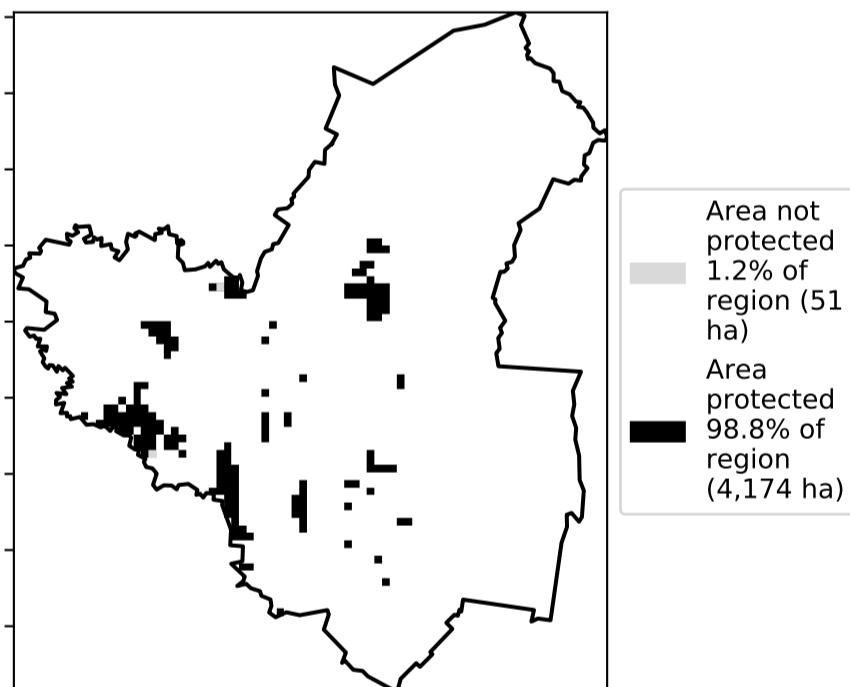 Area not
protected
1.2% of
region (51
ha)
Area
protected
98.8% of
region
(4,174 ha)